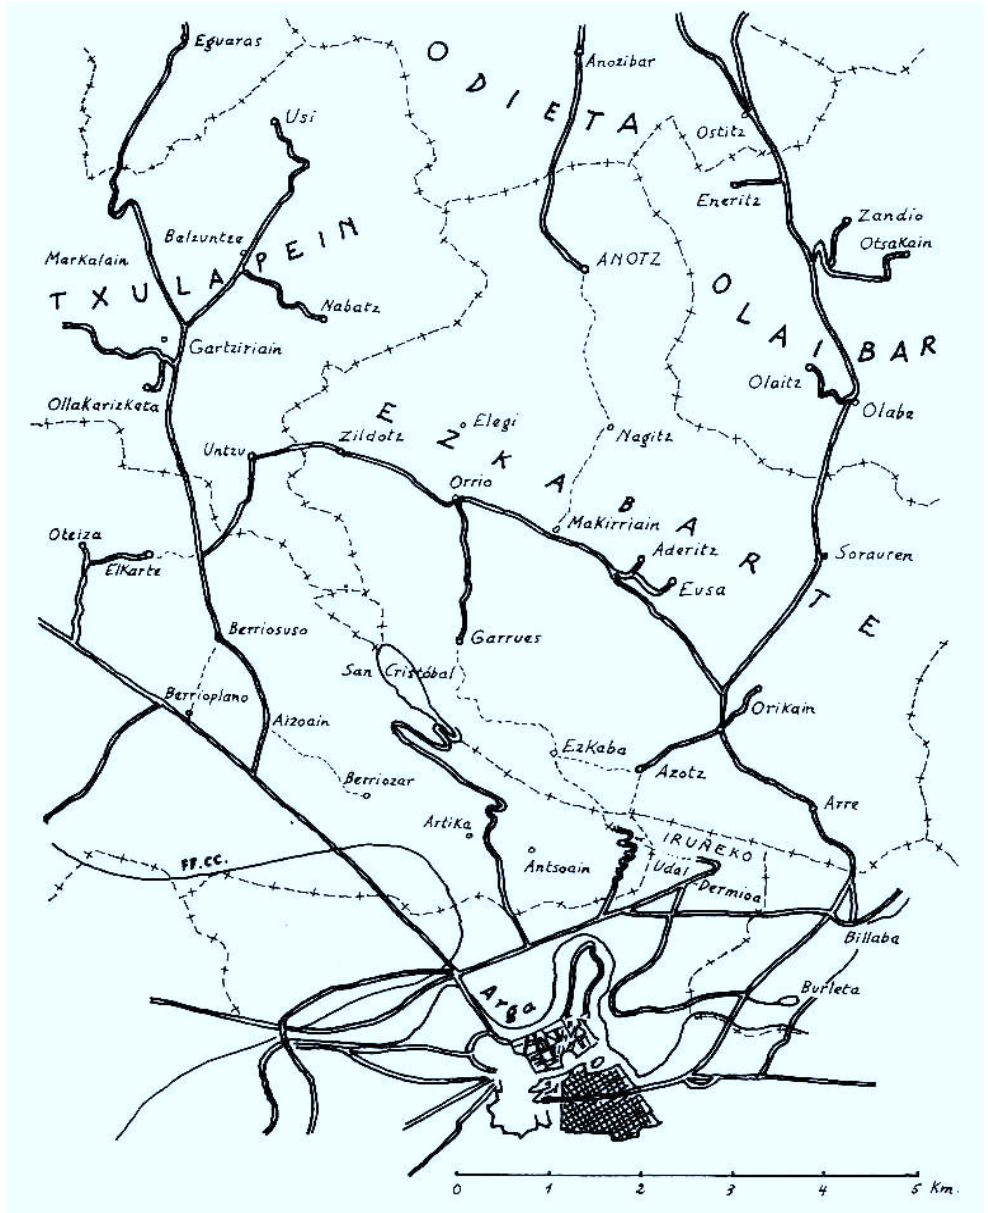 Eguaras
ODIETA
Anozibar
Usi
Ostitz
Eneritz
Zandio
Otsakain
Belzuntze
Markalain
TXULAPEIN
ANOTZ
Nabatz
OLAIBAR
Gartziriain
Olaitz
Ollakarizketa
Olabe
EZKABARTE
Elegi
Zildotz
Nagitz
Untzu
Orrio
Makirriain
Oteiza
Elkarte
Aderitz
Sorauren
Eusa
Berriosuso
Garrues
San Cristóbal
Berrioplano
Orikain
Aizoain
Ezkaba
Azotz
Berriozar
Arre
Artika
IRUÑEKO
FF.CC.
Antsoain
Udal
Dermioa
Billaba
Arga
Burleta
0 1 2 3 4 5 Km.